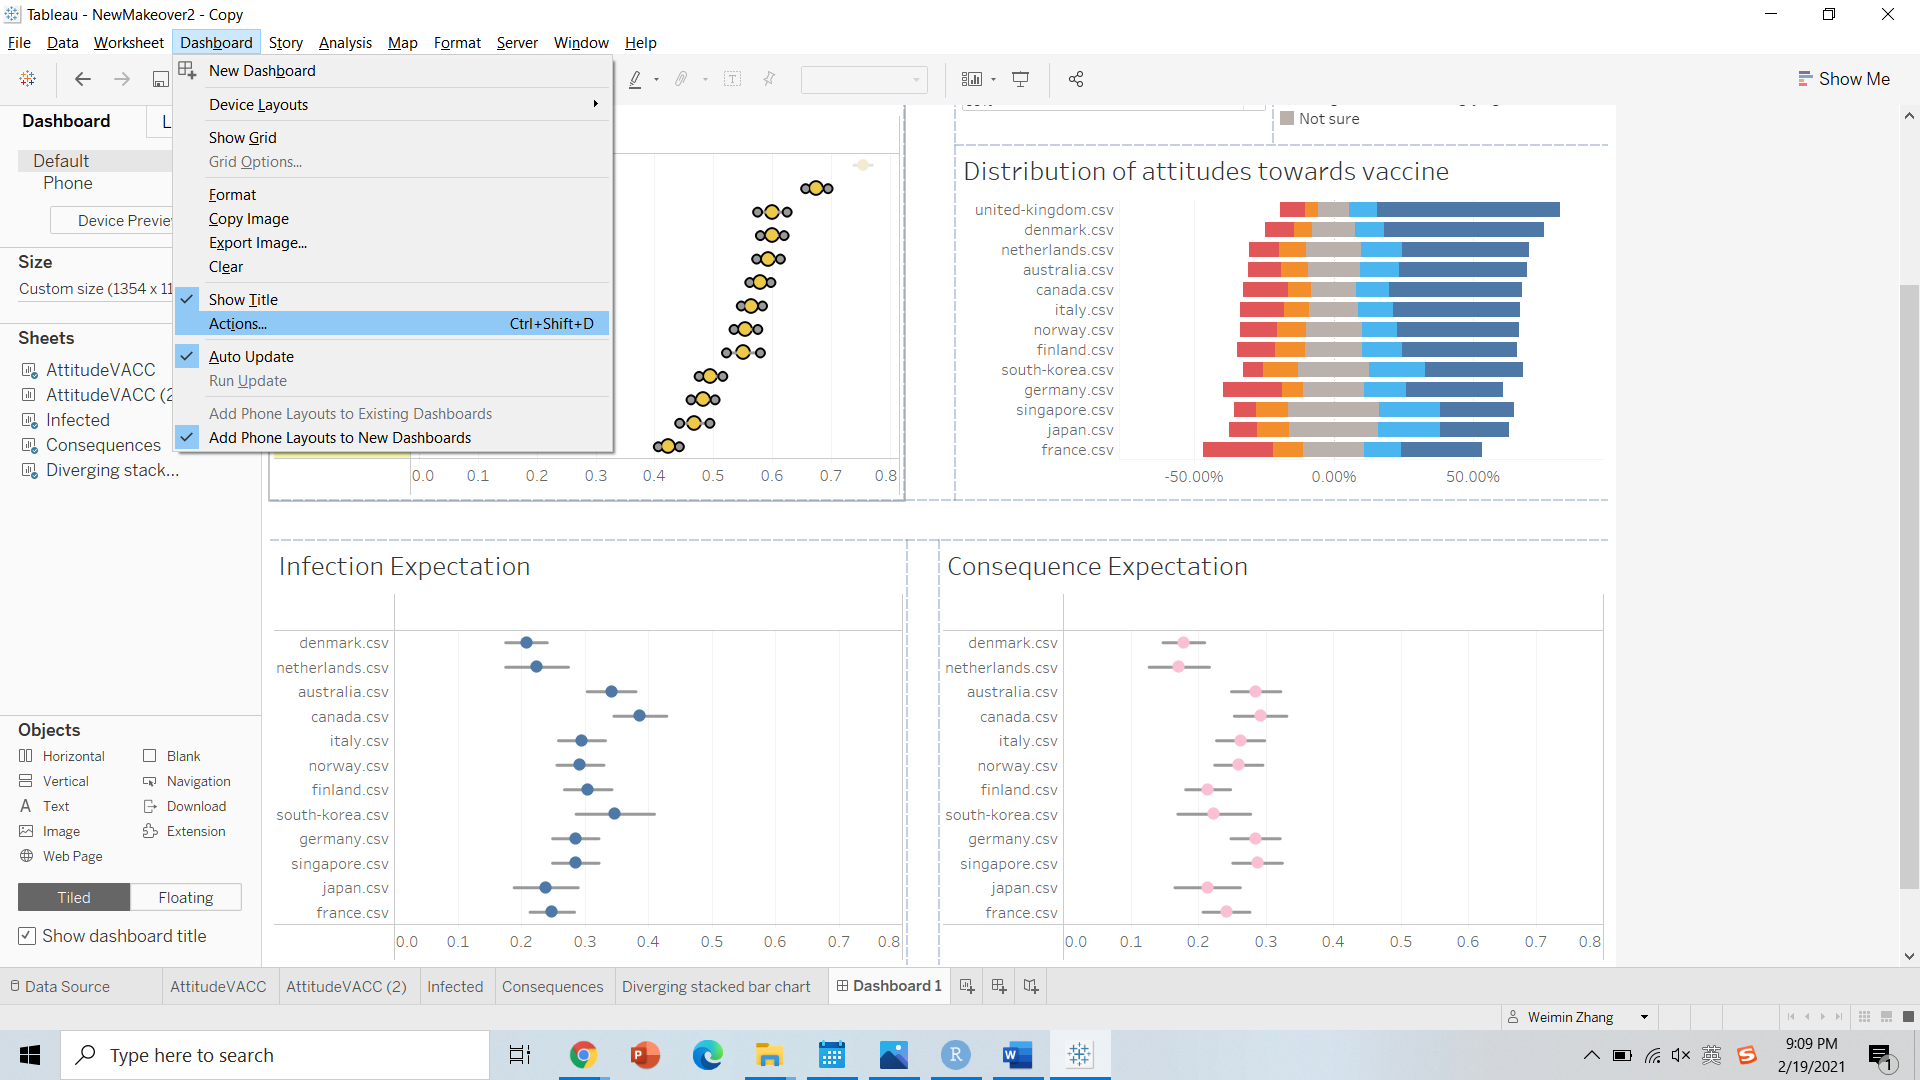 Tableau - NewMakeover2 - Copy
File Data Worksheet Dashboard Story Analysis Map Format Server Window Help
New Dashboard
Device Layouts
Show Grid
Grid Options...
Format
Copy Image
Export Image...
Clear
Show Title
Actions... Ctrl+Shift+D
Auto Update
Run Update
Add Phone Layouts to Existing Dashboards
Add Phone Layouts to New Dashboards
Show Me
Dashboard L
Default
Phone
Device Previe
Size
Custom size (1354 x 11
Sheets
AttitudeVACC
AttitudeVACC (2
Infected
Consequences
Diverging stack...
Objects
Horizontal Blank
Vertical Navigation
Text Download
Image Extension
Web Page
Tiled Floating
Show dashboard title
0.0 0.1 0.2 0.3 0.4 0.5 0.6 0.7 0.8
Not sure
Distribution of attitudes towards vaccine
united-kingdom.csv
denmark.csv
netherlands.csv
australia.csv
canada.csv
italy.csv
norway.csv
finland.csv
south-korea.csv
germany.csv
singapore.csv
japan.csv
france.csv
-50.00% 0.00% 50.00%
Infection Expectation
denmark.csv
netherlands.csv
australia.csv
canada.csv
italy.csv
norway.csv
finland.csv
south-korea.csv
germany.csv
singapore.csv
japan.csv
france.csv
0.0 0.1 0.2 0.3 0.4 0.5 0.6 0.7 0.8
Consequence Expectation
denmark.csv
netherlands.csv
australia.csv
canada.csv
italy.csv
norway.csv
finland.csv
south-korea.csv
germany.csv
singapore.csv
japan.csv
france.csv
0.0 0.1 0.2 0.3 0.4 0.5 0.6 0.7 0.8
Data Source AttitudeVACC AttitudeVACC (2) Infected Consequences Diverging stacked bar chart Dashboard 1
Weimin Zhang
Type here to search
P
R
W
英
S
9:09 PM
2/19/2021
1